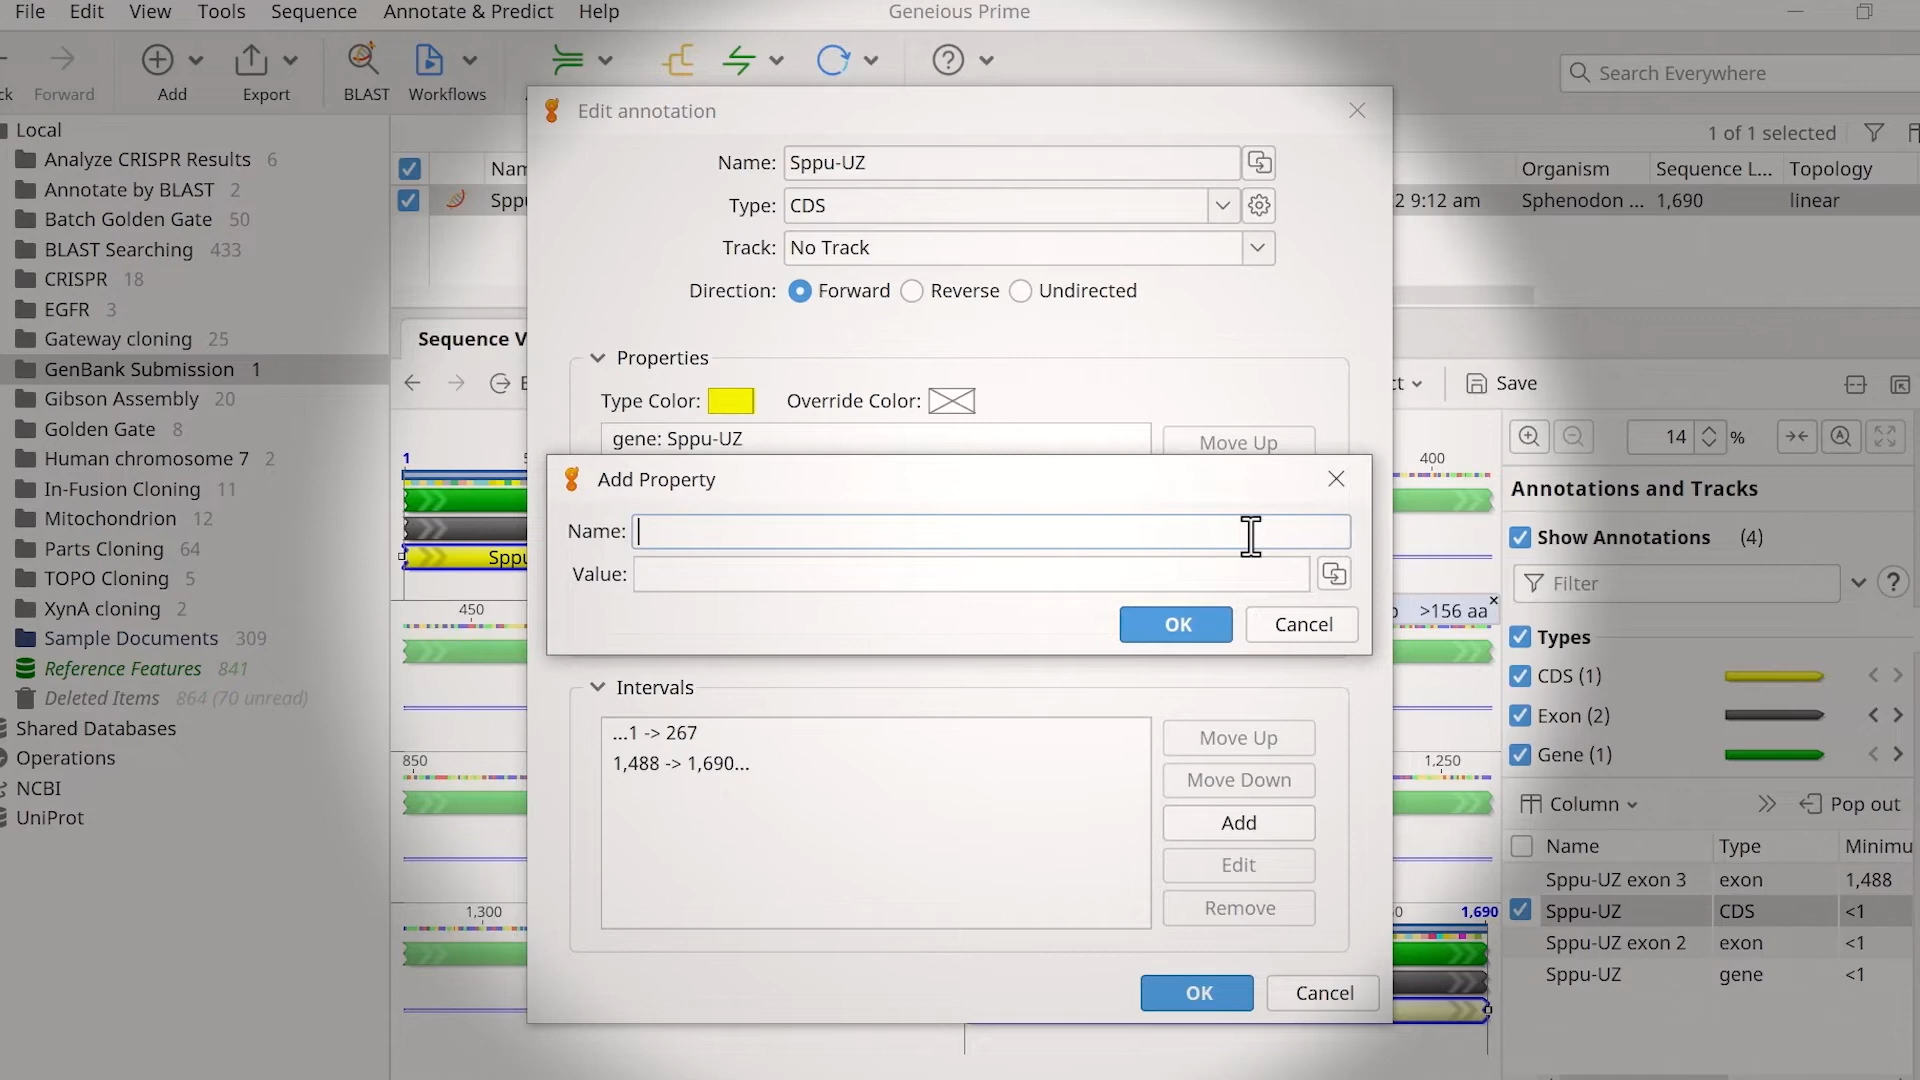 File Edit View Tools Sequence Annotate & Predict Help Geneious Prime
Forward Add Export BLAST Workflows Search Everywhere
Local
Analyze CRISPR Results 6
Annotate by BLAST 2
Batch Golden Gate 50
BLAST Searching 433
CRISPR 18
EGFR 3
Gateway cloning 25
GenBank Submission 1
Gibson Assembly 20
Golden Gate 8
Human chromosome 7 2
In-Fusion Cloning 11
Mitochondrion 12
Parts Cloning 64
TOPO Cloning 5
XynA cloning 2
Sample Documents 309
Reference Features 841
Deleted Items 864 (70 unread)
Shared Databases
Operations
NCBI
UniProt
1 of 1 selected
Organism Sequence L... Topology
2 9:12 am Sphenodon ... 1,690 linear
Sequence V
Edit annotation
Name: Sppu-UZ
Type: CDS
Track: No Track
Direction: Forward Reverse Undirected
Properties
Type Color: Override Color:
gene: Sppu-UZ
Move Up
Add Property
Name:
Value:
OK Cancel
Intervals
...1 -> 267
1,488 -> 1,690...
Move Up
Move Down
Add
Edit
Remove
OK Cancel
1
450
850
1,300
400
>156 aa
1,250
1,690
Save
14 %
Annotations and Tracks
Show Annotations (4)
Filter
Types
CDS (1)
Exon (2)
Gene (1)
Column Pop out
Name Type Minimu
Sppu-UZ exon 3 exon 1,488
Sppu-UZ CDS <1
Sppu-UZ exon 2 exon <1
Sppu-UZ gene <1